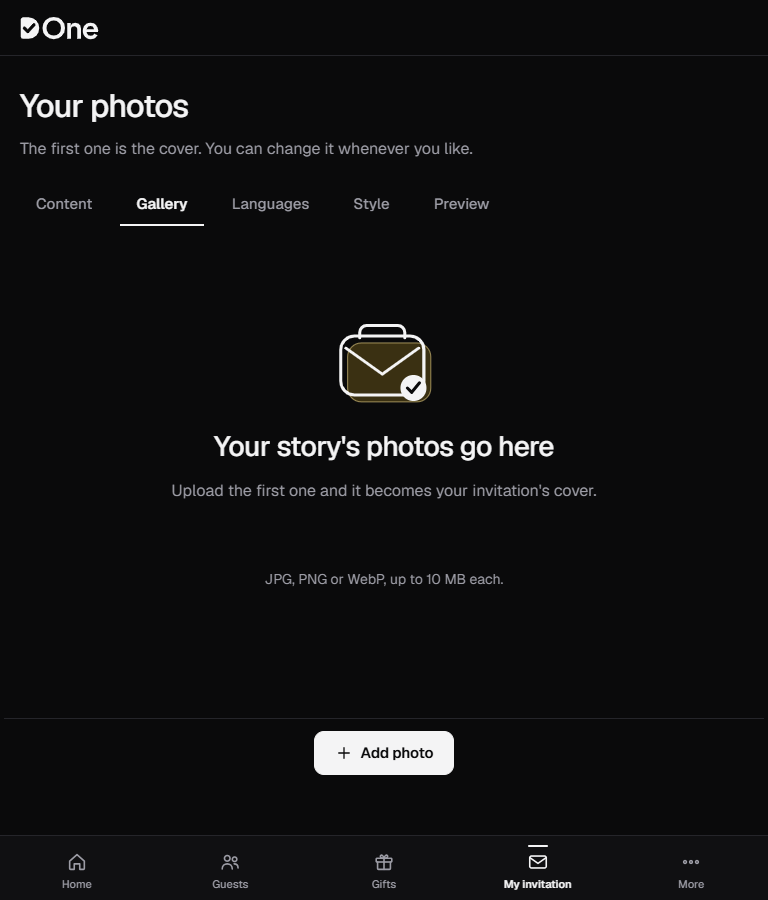 DOne
Your photos
The first one is the cover. You can change it whenever you like.
Content Gallery Languages Style Preview
Your story's photos go here
Upload the first one and it becomes your invitation's cover.
JPG, PNG or WebP, up to 10 MB each.
Add photo
Home Guests Gifts My invitation More